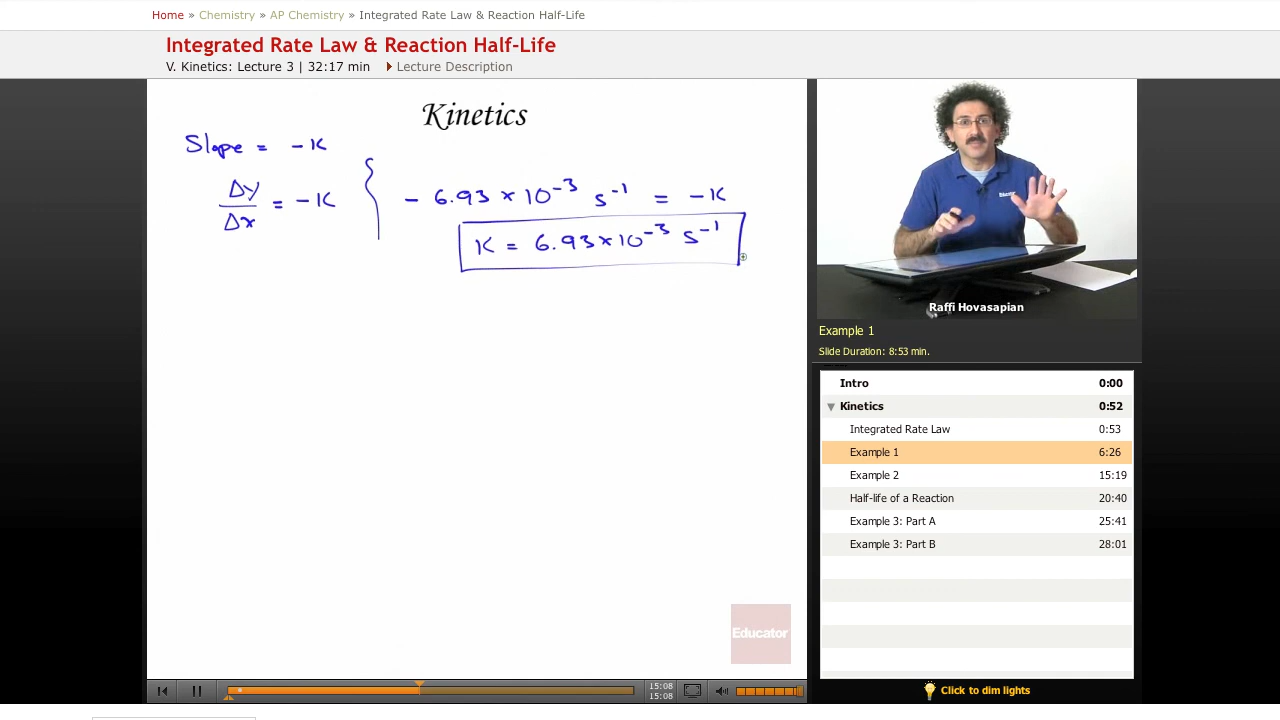 Home » Chemistry » AP Chemistry » Integrated Rate Law & Reaction Half-Life
Integrated Rate Law & Reaction Half-Life
V. Kinetics: Lecture 3 | 32:17 min Lecture Description
Kinetics
Slope = -K
Δy/Δx = -K
- 6.93 × 10⁻³ s⁻¹ = -K
K = 6.93 × 10⁻³ s⁻¹
Educator
15:08
15:08
Raffi Hovasapian
Example 1
Slide Duration: 8:53 min.
Intro 0:00
Kinetics 0:52
Integrated Rate Law 0:53
Example 1 6:26
Example 2 15:19
Half-life of a Reaction 20:40
Example 3: Part A 25:41
Example 3: Part B 28:01
Click to dim lights